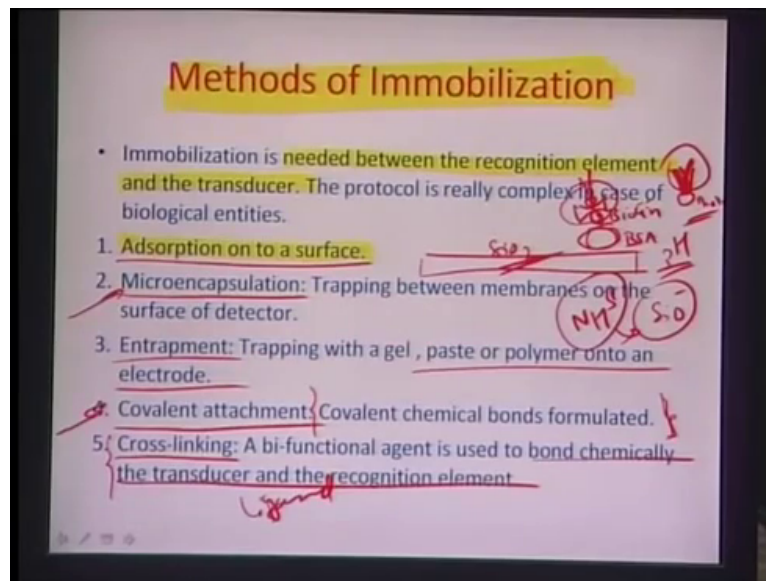 Methods of Immobilization
• Immobilization is needed between the recognition element
and the transducer. The protocol is really complex in case of
biological entities.
Biotin
BSA
1. Adsorption on to a surface.
SiO2
2. Microencapsulation: Trapping between membranes on the
surface of detector.
NH
SiO-
3. Entrapment: Trapping with a gel , paste or polymer onto an
electrode.
4. Covalent attachment: Covalent chemical bonds formulated.
5. Cross-linking: A bi-functional agent is used to bond chemically
the transducer and the recognition element
Ligand